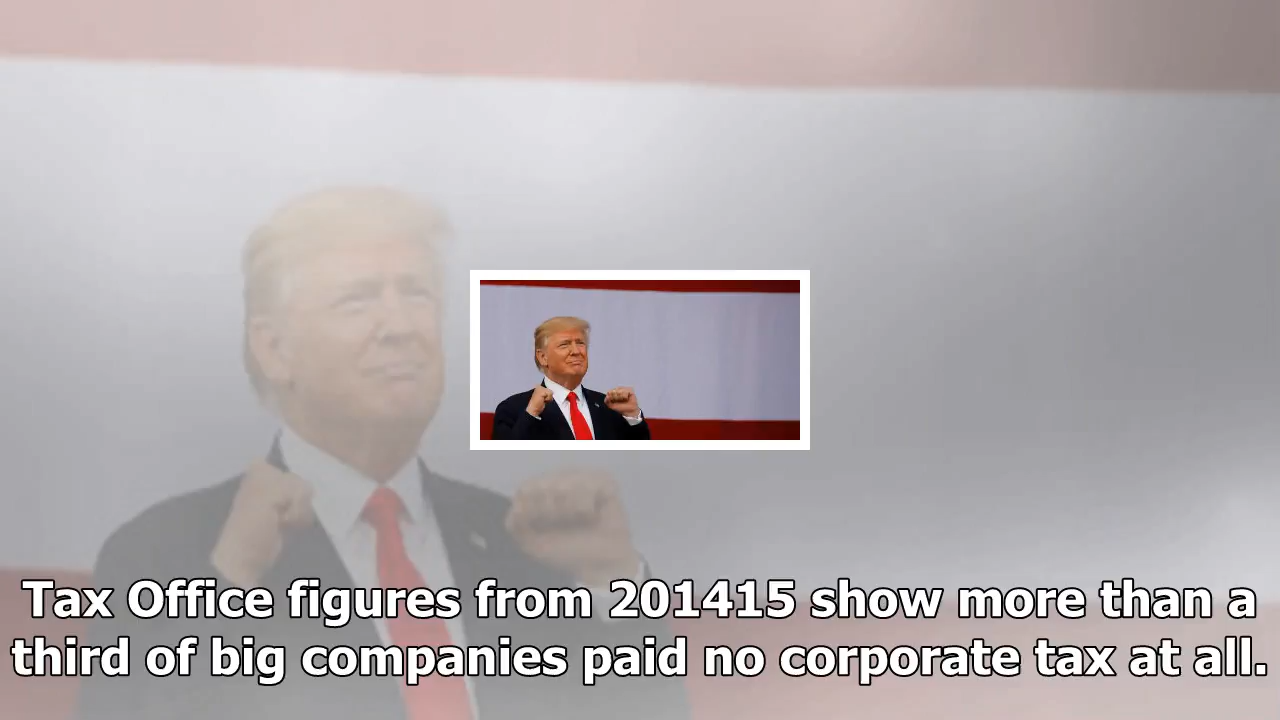 Tax Office figures from 201415 show more than a
third of big companies paid no corporate tax at all.